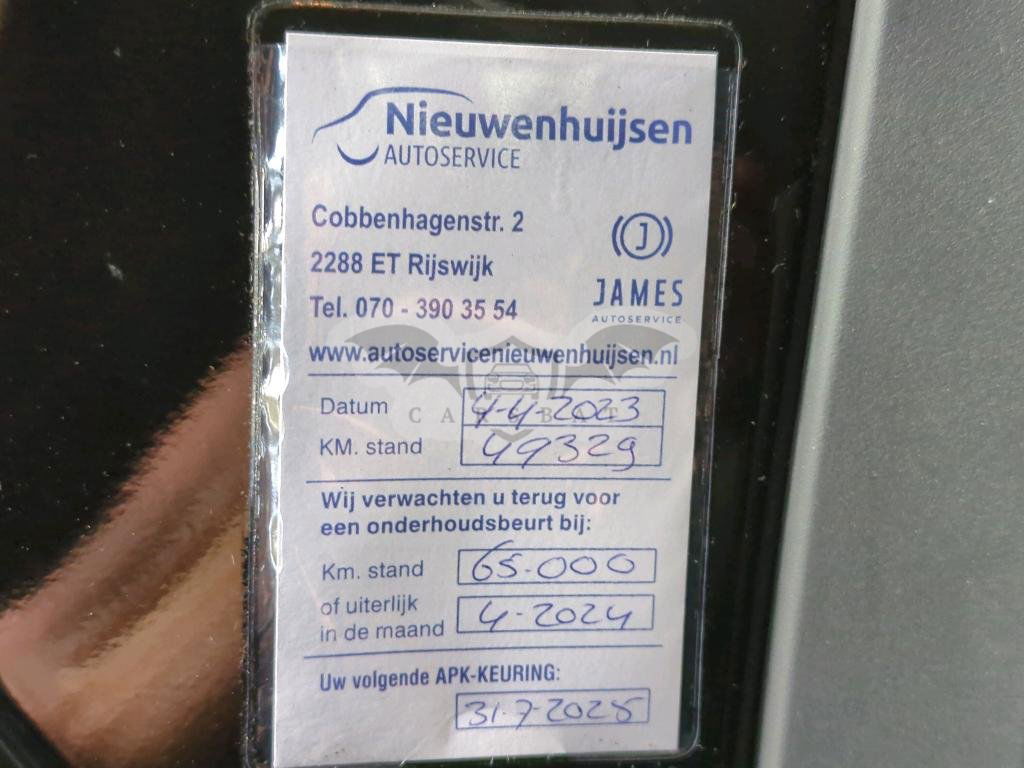 Nieuwenhuijsen
AUTOSERVICE
Cobbenhagenstr. 2
2288 ET Rijswijk
Tel. 070 - 390 35 54
J
JAMES
AUTOSERVICE
www.autoservicenieuwenhuijsen.nl
Datum 4-4-2023
CAR BAT
KM. stand 49329
Wij verwachten u terug voor
een onderhoudsbeurt bij:
Km. stand 65.000
of uiterlijk
in de maand 4-2024
Uw volgende APK-KEURING:
31-7-2025